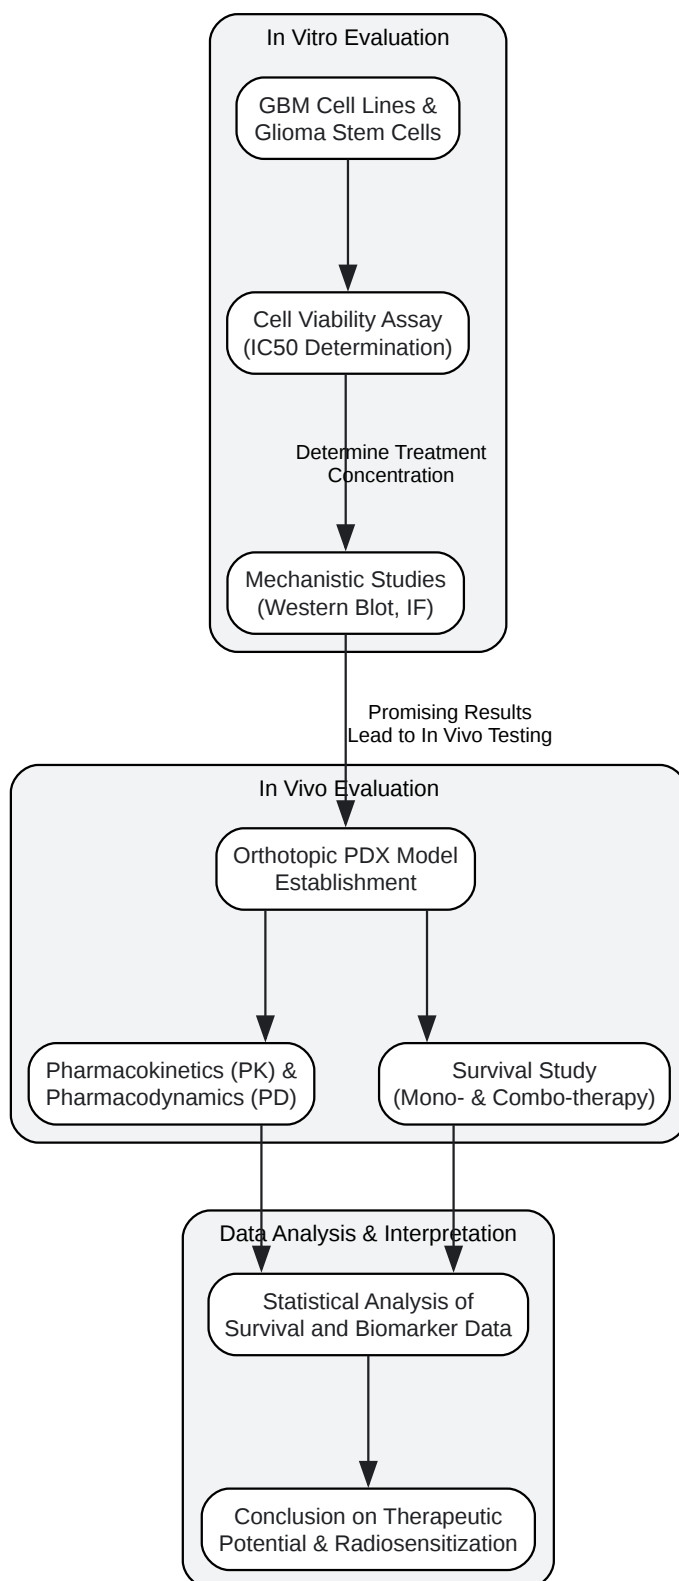 In Vitro Evaluation
GBM Cell Lines &
Glioma Stem Cells
Cell Viability Assay
(IC50 Determination)
Determine Treatment
Concentration
Mechanistic Studies
(Western Blot, IF)
Promising Results
Lead to In Vivo Testing
In Vivo Evaluation
Orthotopic PDX Model
Establishment
Pharmacokinetics (PK) &
Pharmacodynamics (PD)
Survival Study
(Mono- & Combo-therapy)
Data Analysis & Interpretation
Statistical Analysis of
Survival and Biomarker Data
Conclusion on Therapeutic
Potential & Radiosensitization